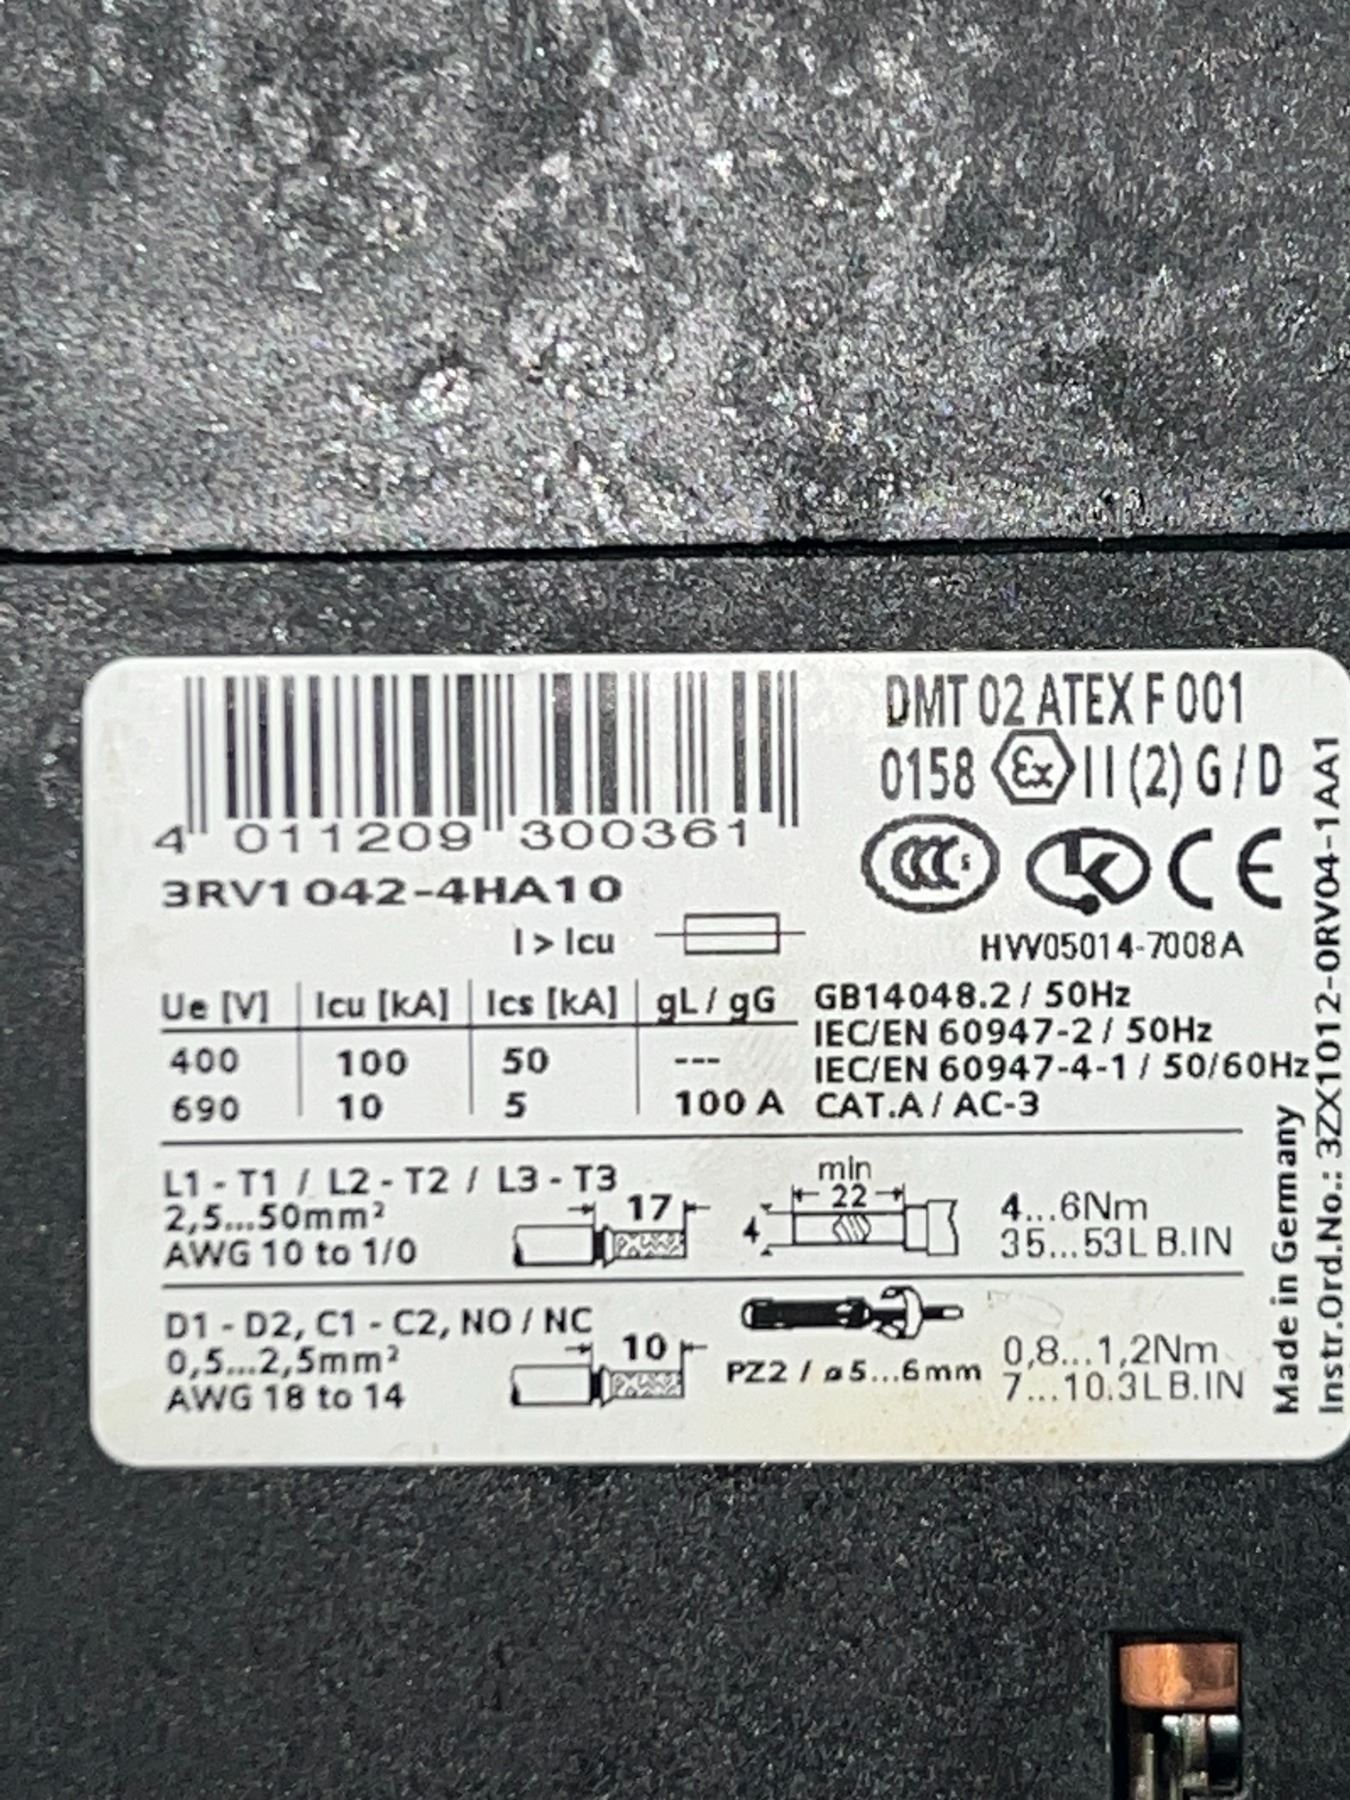 4 011209 300361
3RV1042-4HA10
DMT 02 ATEX F 001
0158 Ex II (2) G / D
CCC S CE
HVV05014-7008A
I > Icu
Ue [V] Icu [kA] Ics [kA] gL / gG
400 100 50 ---
690 10 5 100 A
GB14048.2 / 50Hz
IEC/EN 60947-2 / 50Hz
IEC/EN 60947-4-1 / 50/60Hz
CAT.A / AC-3
L1 - T1 / L2 - T2 / L3 - T3
2,5...50mm²
AWG 10 to 1/0
17
min
22
4
4...6Nm
35...53LB.IN
D1 - D2, C1 - C2, NO / NC
0,5...2,5mm²
AWG 18 to 14
10
PZ2 / ø5...6mm
0,8...1,2Nm
7...10.3LB.IN
Made in Germany
Instr.Ord.No.: 3ZX1012-0RV04-1AA1